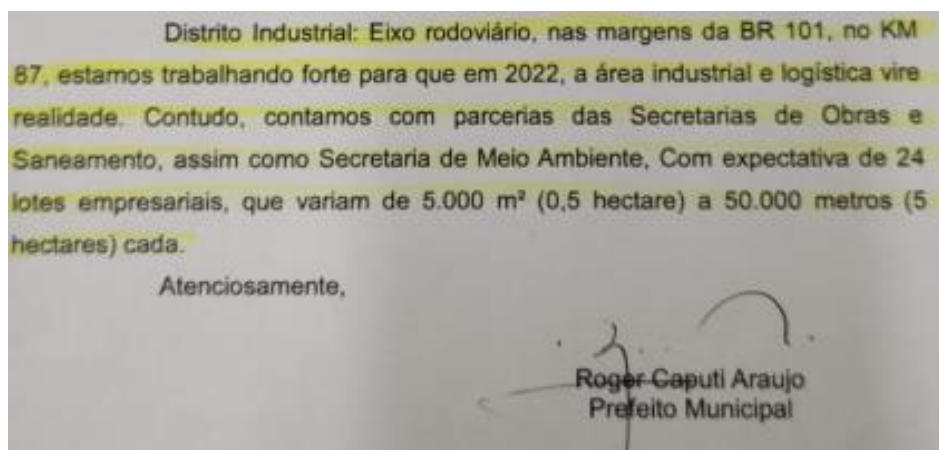 Distrito Industrial: Eixo rodoviário, nas margens da BR 101, no KM
87, estamos trabalhando forte para que em 2022, a área industrial e logística vire
realidade. Contudo, contamos com parcerias das Secretarias de Obras e
Saneamento, assim como Secretaria de Meio Ambiente, Com expectativa de 24
lotes empresariais, que variam de 5.000 m² (0,5 hectare) a 50.000 metros (5
hectares) cada.
Atenciosamente,
Roger Caputi Araujo
Prefeito Municipal